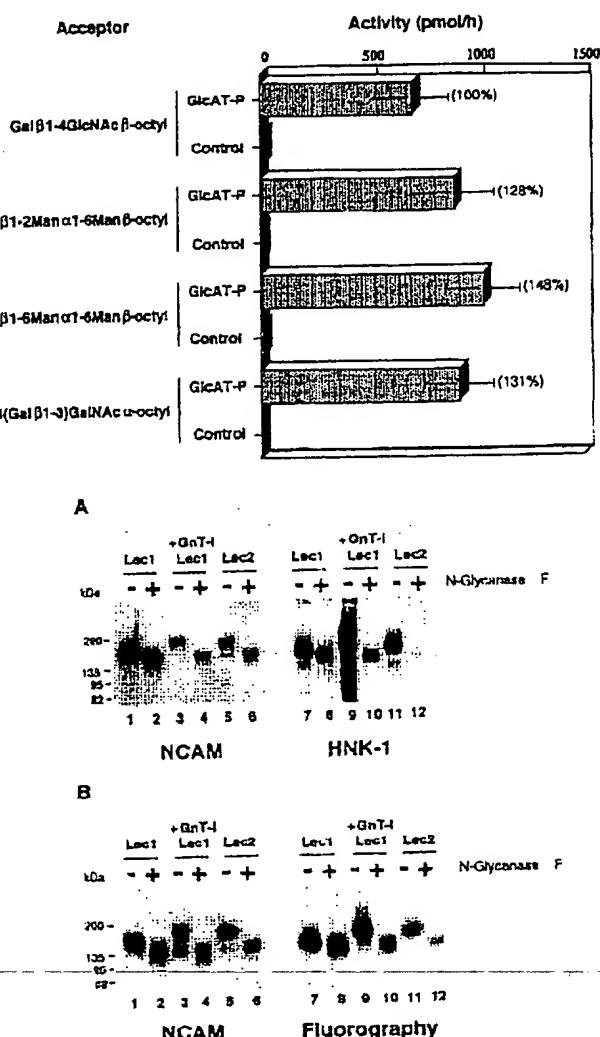 Acceptor
Activity (pmol/h)
0 500 1000 1500
Galβ1-4GlcNAcβ-octyl
GlcAT-P (100%)
Control
β1-2Manα1-6Manβ-octyl
GlcAT-P (128%)
Control
β1-6Manα1-6Manβ-octyl
GlcAT-P (148%)
Control
(Galβ1-3)GalNAcα-octyl
GlcAT-P (131%)
Control
A
+GnT-I +GnT-I
Lec1 Lec1 Lec2 Lec1 Lec1 Lec2
- + - + - + - + - + - + N-Glycanase F
kDa
200-
135-
95-
82-
1 2 3 4 5 6 7 8 9 10 11 12
NCAM HNK-1
B
+GnT-I +GnT-I
Lec1 Lec1 Lec2 Lec1 Lec1 Lec2
- + - + - + - + - + - + N-Glycanase F
kDa
200-
135-
1 2 3 4 5 6 7 8 9 10 11 12
NCAM Fluorography